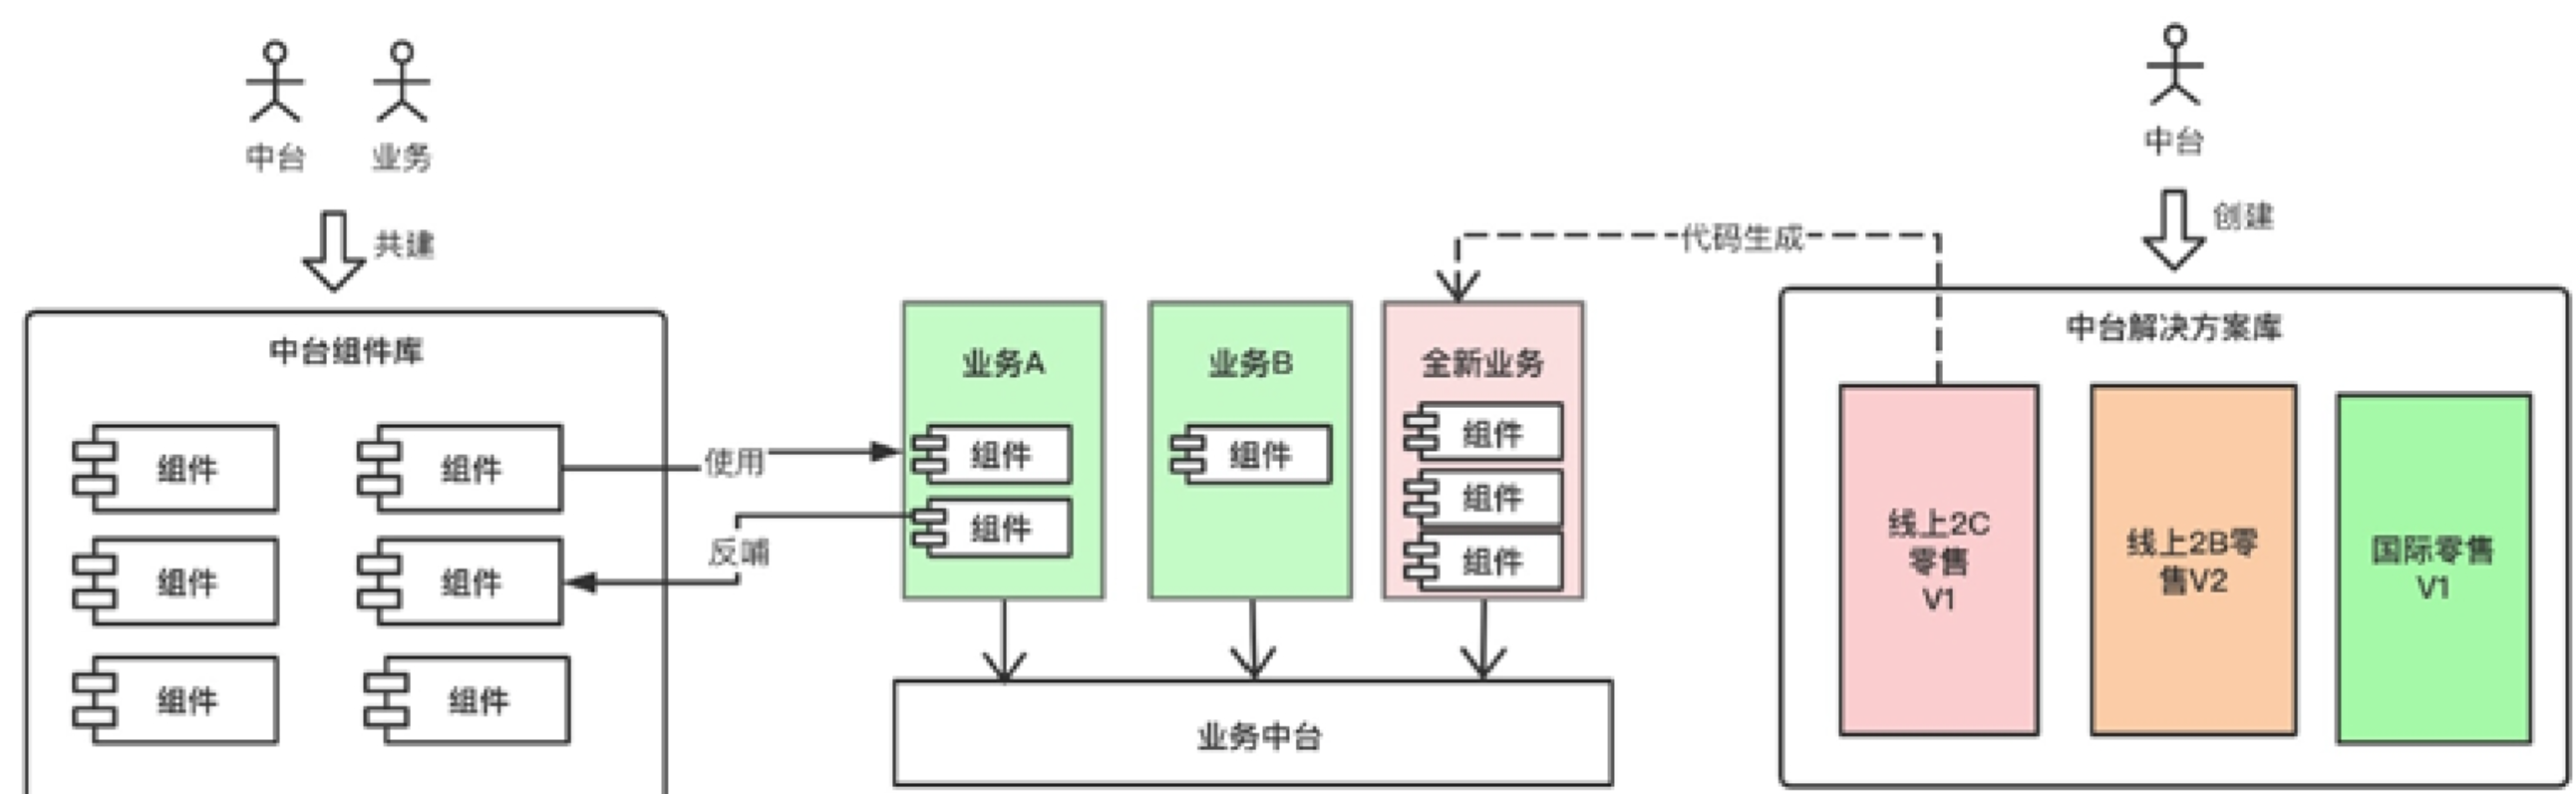 中台
业务
共建
中台组件库
组件
组件
组件
组件
组件
组件
使用
反哺
业务A
组件
组件
业务B
组件
全新业务
组件
组件
组件
业务中台
代码生成
中台
创建
中台解决方案库
线上2C
零售
V1
线上2B零
售V2
国际零售
V1